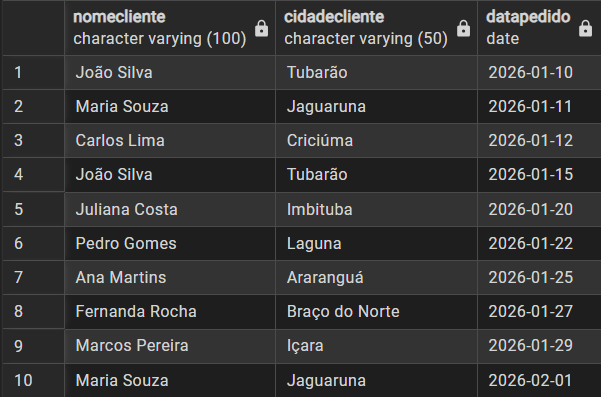 nomecliente cidadecliente datapedido
character varying (100) character varying (50) date
1 João Silva Tubarão 2026-01-10
2 Maria Souza Jaguaruna 2026-01-11
3 Carlos Lima Criciúma 2026-01-12
4 João Silva Tubarão 2026-01-15
5 Juliana Costa Imbituba 2026-01-20
6 Pedro Gomes Laguna 2026-01-22
7 Ana Martins Araranguá 2026-01-25
8 Fernanda Rocha Braço do Norte 2026-01-27
9 Marcos Pereira Içara 2026-01-29
10 Maria Souza Jaguaruna 2026-02-01